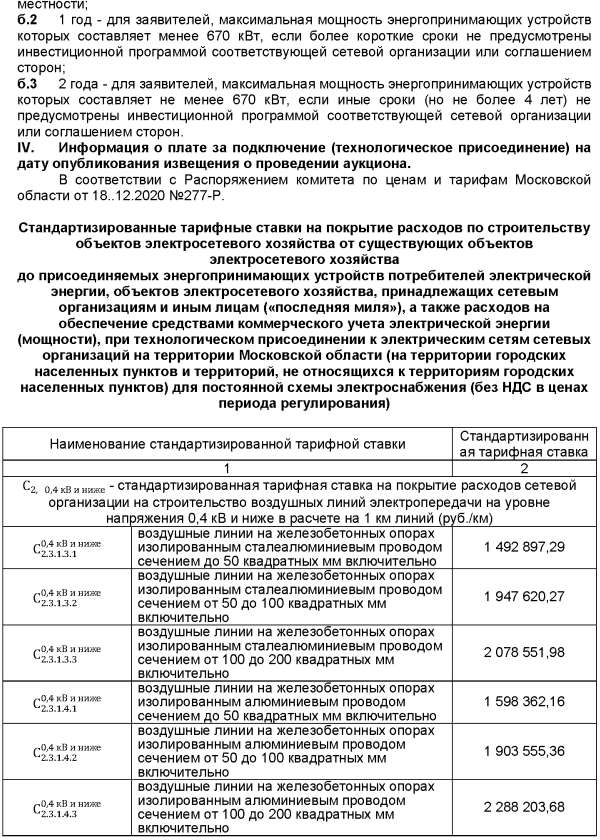 местности;
б.2 1 год - для заявителей, максимальная мощность энергопринимающих устройств
которых составляет менее 670 кВт, если более короткие сроки не предусмотрены
инвестиционной программой соответствующей сетевой организации или соглашением
сторон;
б.3 2 года - для заявителей, максимальная мощность энергопринимающих устройств
которых составляет не менее 670 кВт, если иные сроки (но не более 4 лет) не
предусмотрены инвестиционной программой соответствующей сетевой организации
или соглашением сторон.
IV. Информация о плате за подключение (технологическое присоединение) на
дату опубликования извещения о проведении аукциона.
В соответствии с Распоряжением комитета по ценам и тарифам Московской
области от 18..12.2020 №277-Р.
Стандартизированные тарифные ставки на покрытие расходов по строительству
объектов электросетевого хозяйства от существующих объектов
электросетевого хозяйства
до присоединяемых энергопринимающих устройств потребителей электрической
энергии, объектов электросетевого хозяйства, принадлежащих сетевым
организациям и иным лицам («последняя миля»), а также расходов на
обеспечение средствами коммерческого учета электрической энергии
(мощности), при технологическом присоединении к электрическим сетям сетевых
организаций на территории Московской области (на территории городских
населенных пунктов и территорий, не относящихся к территориям городских
населенных пунктов) для постоянной схемы электроснабжения (без НДС в ценах
периода регулирования)
Наименование стандартизированной тарифной ставки
Стандартизированн
ая тарифная ставка
1 2
С2, 0,4 кВ и ниже - стандартизированная тарифная ставка на покрытие расходов сетевой
организации на строительство воздушных линий электропередачи на уровне
напряжения 0,4 кВ и ниже в расчете на 1 км линий (руб./км)
С 0,4 кВ и ниже 2.3.1.3.1
воздушные линии на железобетонных опорах
изолированным сталеалюминиевым проводом
сечением до 50 квадратных мм включительно
1 492 897,29
С 0,4 кВ и ниже 2.3.1.3.2
воздушные линии на железобетонных опорах
изолированным сталеалюминиевым проводом
сечением от 50 до 100 квадратных мм
включительно
1 947 620,27
С 0,4 кВ и ниже 2.3.1.3.3
воздушные линии на железобетонных опорах
изолированным сталеалюминиевым проводом
сечением от 100 до 200 квадратных мм
включительно
2 078 551,98
С 0,4 кВ и ниже 2.3.1.4.1
воздушные линии на железобетонных опорах
изолированным алюминиевым проводом
сечением до 50 квадратных мм включительно
1 598 362,16
С 0,4 кВ и ниже 2.3.1.4.2
воздушные линии на железобетонных опорах
изолированным алюминиевым проводом
сечением от 50 до 100 квадратных мм
включительно
1 903 555,36
С 0,4 кВ и ниже 2.3.1.4.3
воздушные линии на железобетонных опорах
изолированным алюминиевым проводом
сечением от 100 до 200 квадратных мм
включительно
2 288 203,68